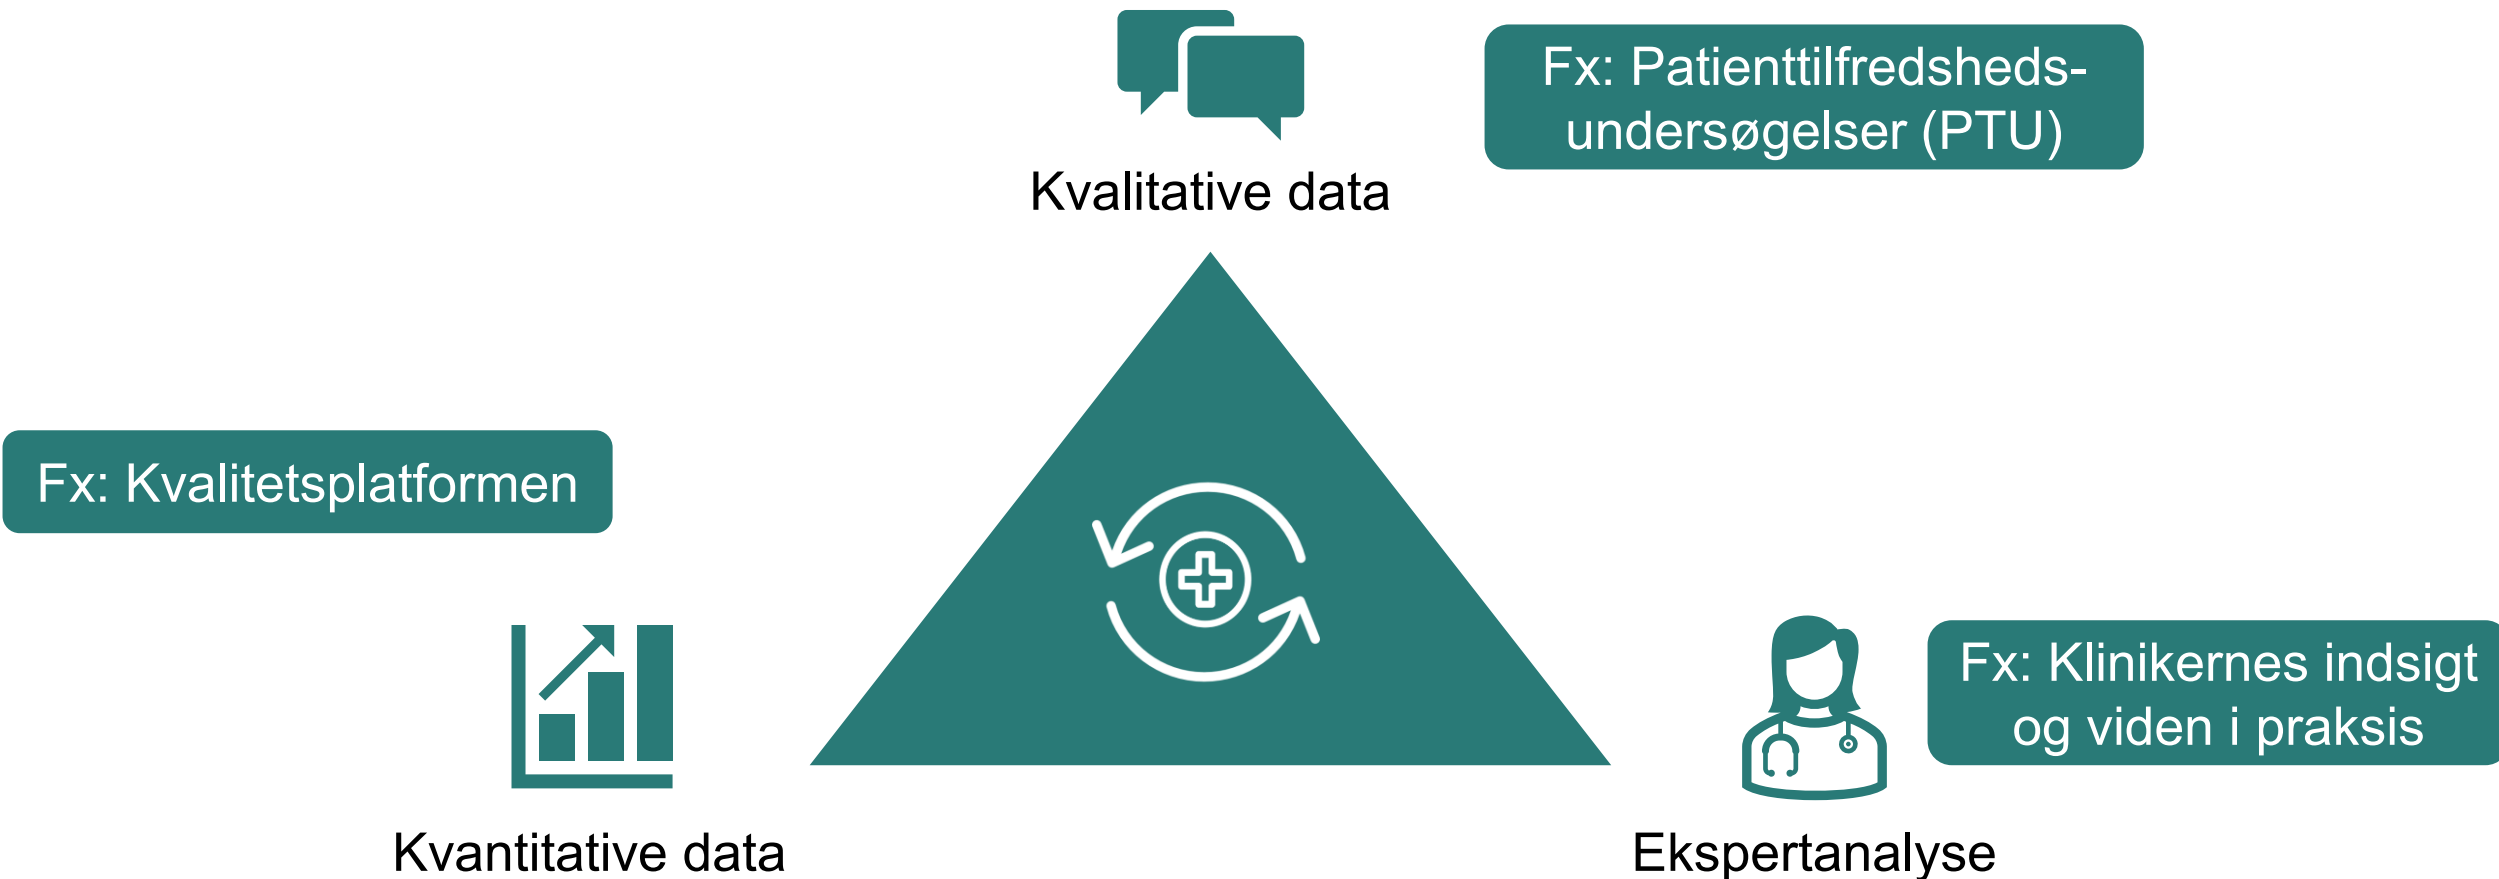 Fx: Patienttilfredsheds-
undersøgelser (PTU)
Kvalitative data
Fx: Kvalitetsplatformen
Fx: Klinikernes indsigt
og viden i praksis
Kvantitative data
Ekspertanalyse